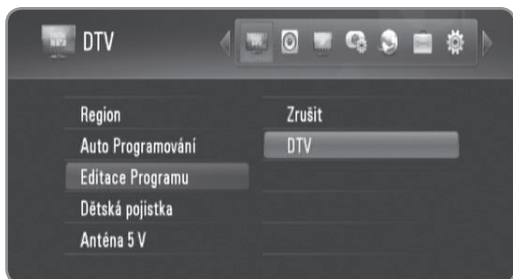 DTV
Region
Auto Programování
Editace Programu
Dětská pojistka
Anténa 5 V
Zrušit
DTV